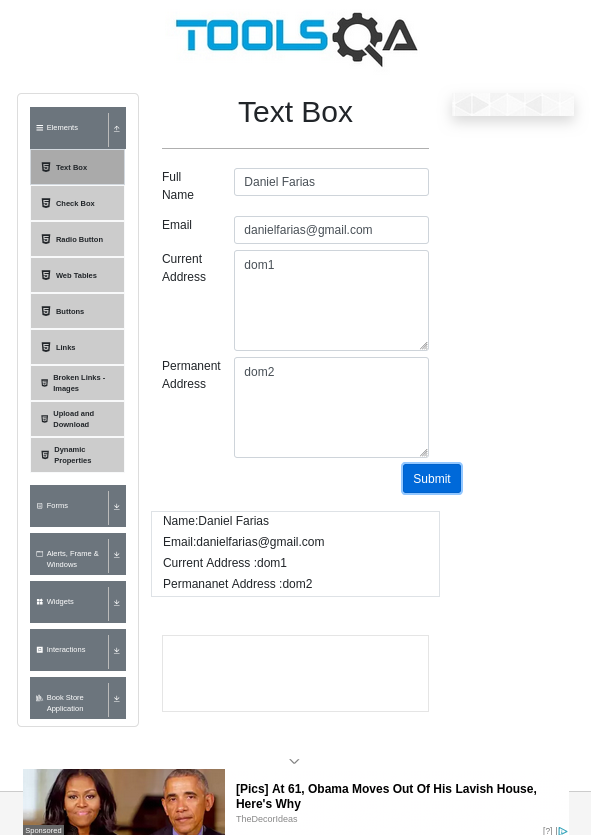 TOOLSQA
Elements
Text Box
Check Box
Radio Button
Web Tables
Buttons
Links
Broken Links -
Images
Upload and
Download
Dynamic
Properties
Forms
Alerts, Frame &
Windows
Widgets
Interactions
Book Store
Application
Text Box
Full
Name
Daniel Farias
Email
danielfarias@gmail.com
Current
Address
dom1
Permanent
Address
dom2
Submit
Name:Daniel Farias
Email:danielfarias@gmail.com
Current Address :dom1
Permananet Address :dom2
Sponsored
[Pics] At 61, Obama Moves Out Of His Lavish House,
Here's Why
TheDecorIdeas
[?]